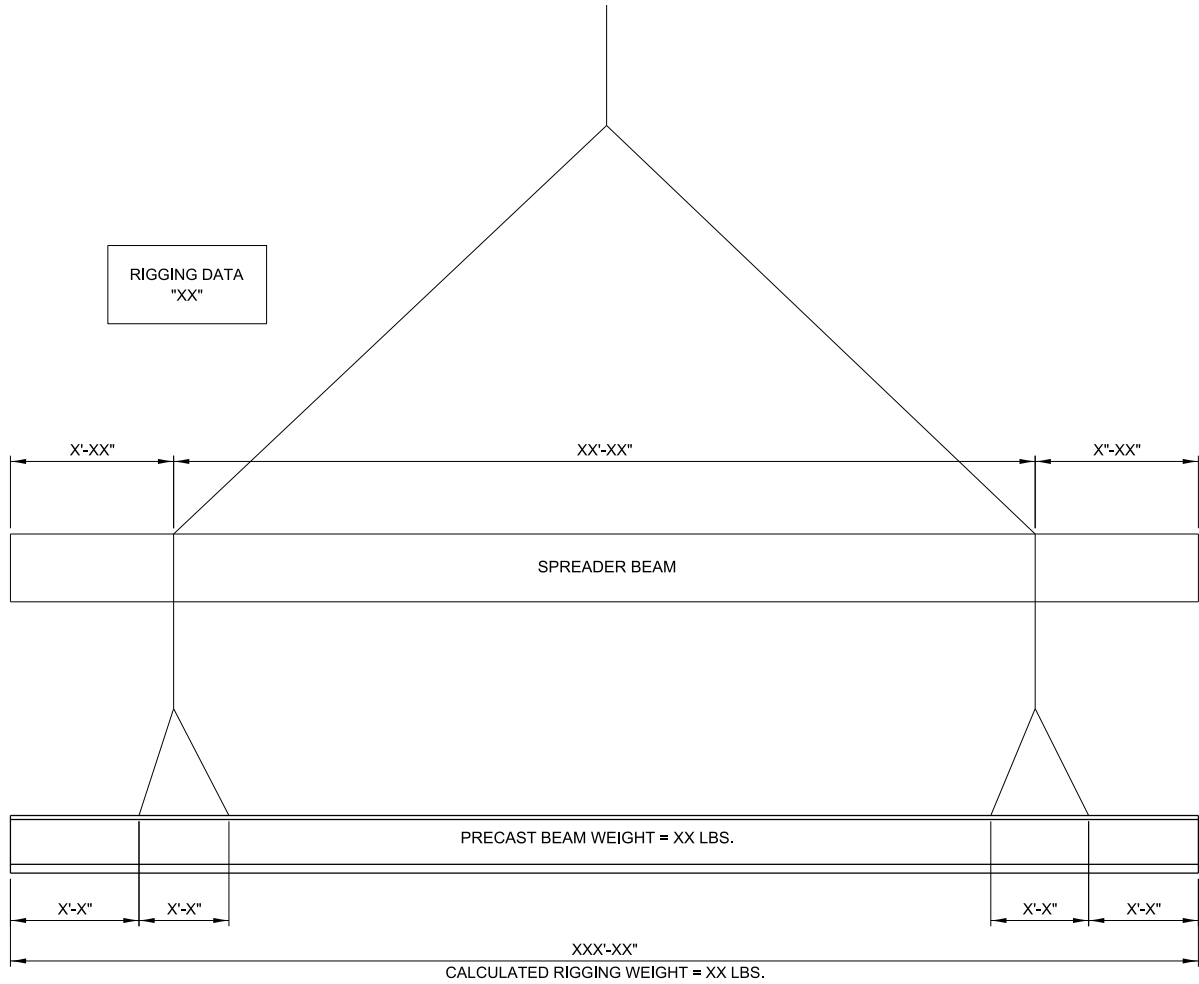 RIGGING DATA
"XX"
X'-XX"
XX'-XX"
X"-XX"
SPREADER BEAM
PRECAST BEAM WEIGHT = XX LBS.
X'-X"
X'-X"
X'-X"
X'-X"
XXX'-XX"
CALCULATED RIGGING WEIGHT = XX LBS.